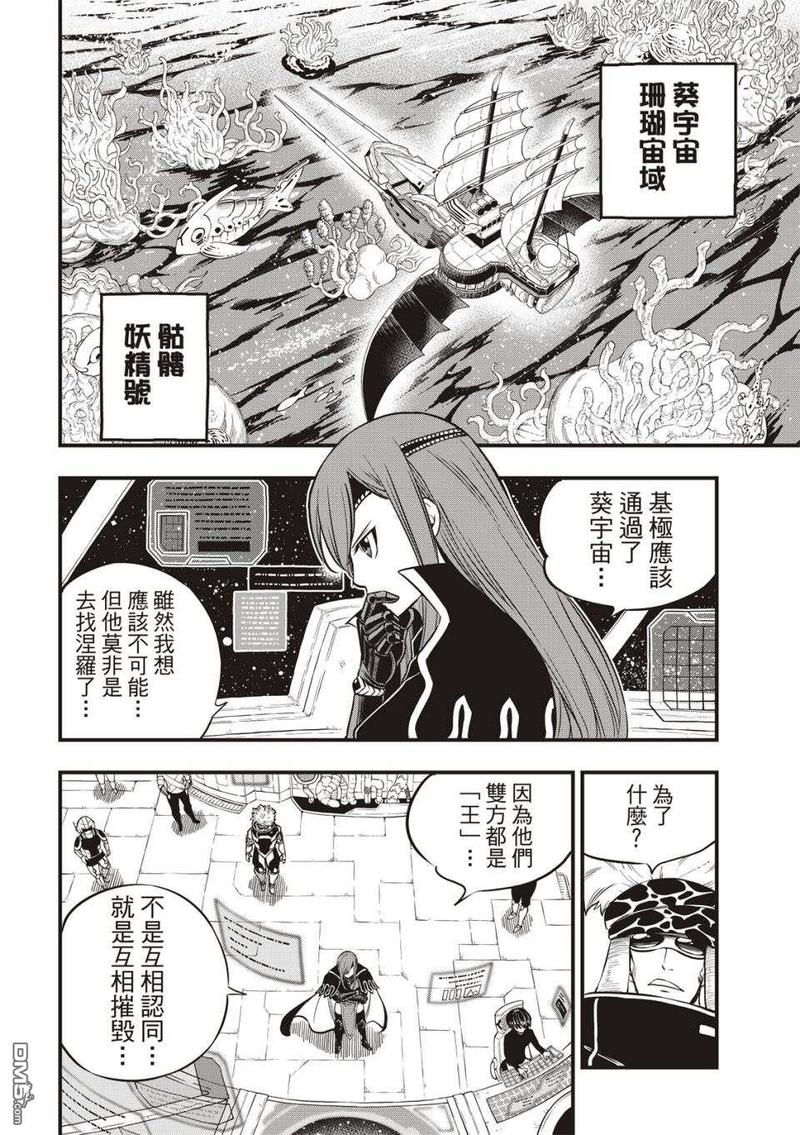 葵宇宙
珊瑚宙域
骷髏
妖精號
基極應該
通過了
葵宇宙…
雖然我想
應該不可能…
但他莫非是
去找涅羅了…
為了
什麼？
因為他們
雙方都是
「王」…
不是互相認同…
就是互相摧毀…
DM5.COM